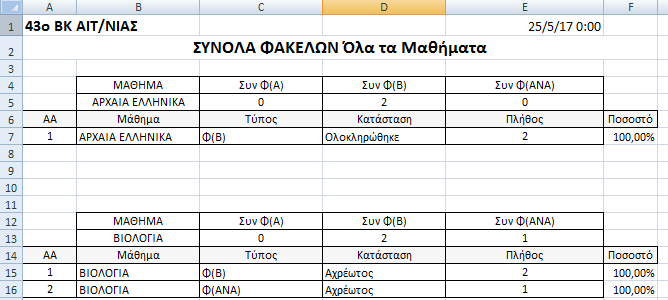 A B C D E F
1 43ο ΒΚ ΑΙΤ/ΝΙΑΣ 25/5/17 0:00
2 ΣΥΝΟΛΑ ΦΑΚΕΛΩΝ Όλα τα Μαθήματα
3
4 ΜΑΘΗΜΑ Συν Φ(Α) Συν Φ(Β) Συν Φ(ΑΝΑ)
5 ΑΡΧΑΙΑ ΕΛΛΗΝΙΚΑ 0 2 0
6 ΑΑ Μάθημα Τύπος Κατάσταση Πλήθος Ποσοστό
7 1 ΑΡΧΑΙΑ ΕΛΛΗΝΙΚΑ Φ(Β) Ολοκληρώθηκε 2 100,00%
8
9
10
11
12 ΜΑΘΗΜΑ Συν Φ(Α) Συν Φ(Β) Συν Φ(ΑΝΑ)
13 ΒΙΟΛΟΓΙΑ 0 2 1
14 ΑΑ Μάθημα Τύπος Κατάσταση Πλήθος Ποσοστό
15 1 ΒΙΟΛΟΓΙΑ Φ(Β) Αχρέωτος 2 100,00%
16 2 ΒΙΟΛΟΓΙΑ Φ(ΑΝΑ) Αχρέωτος 1 100,00%